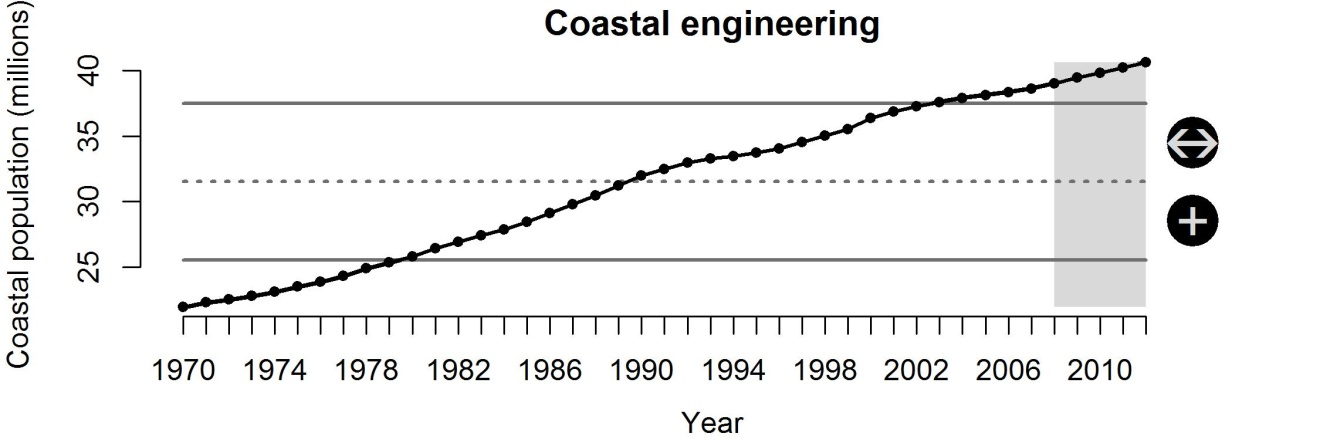 Coastal engineering
Coastal population (millions)
40
35
30
25
1970 1974 1978 1982 1986 1990 1994 1998 2002 2006 2010
Year
+